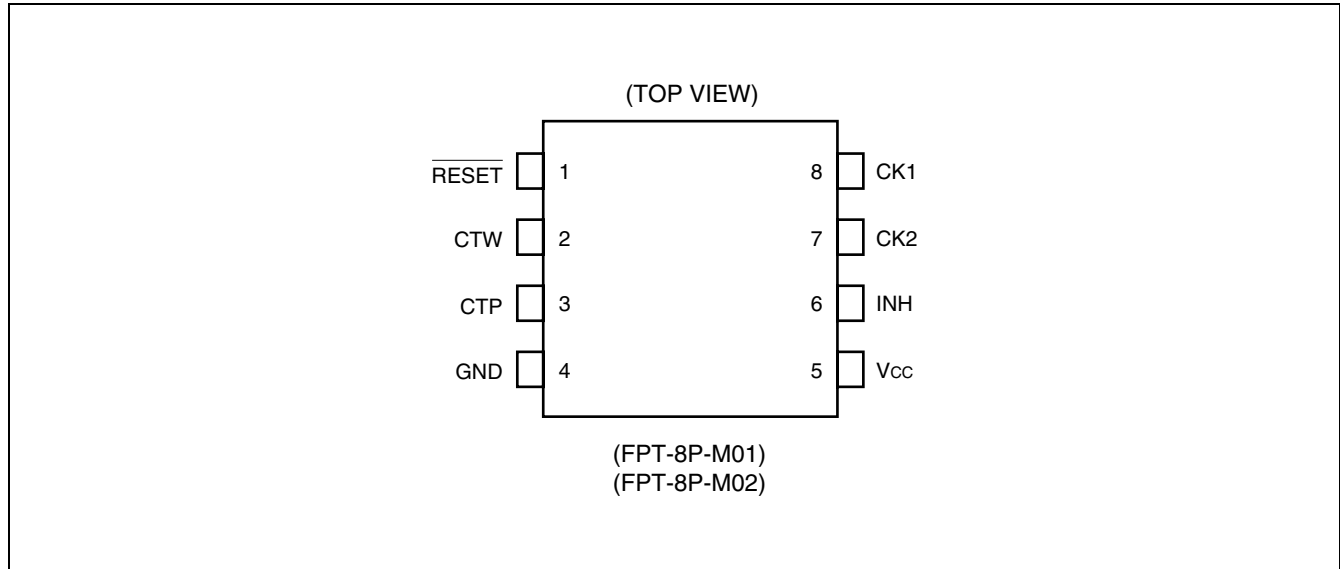 (TOP VIEW)
RESET 1 8 CK1
CTW 2 7 CK2
CTP 3 6 INH
GND 4 5 VCC
(FPT-8P-M01)
(FPT-8P-M02)